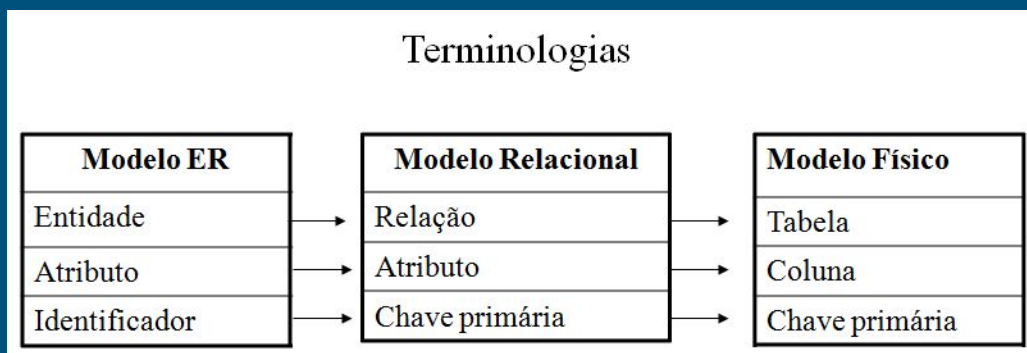 Terminologias
Modelo ER
Entidade
Atributo
Identificador
Modelo Relacional
Relação
Atributo
Chave primária
Modelo Físico
Tabela
Coluna
Chave primária